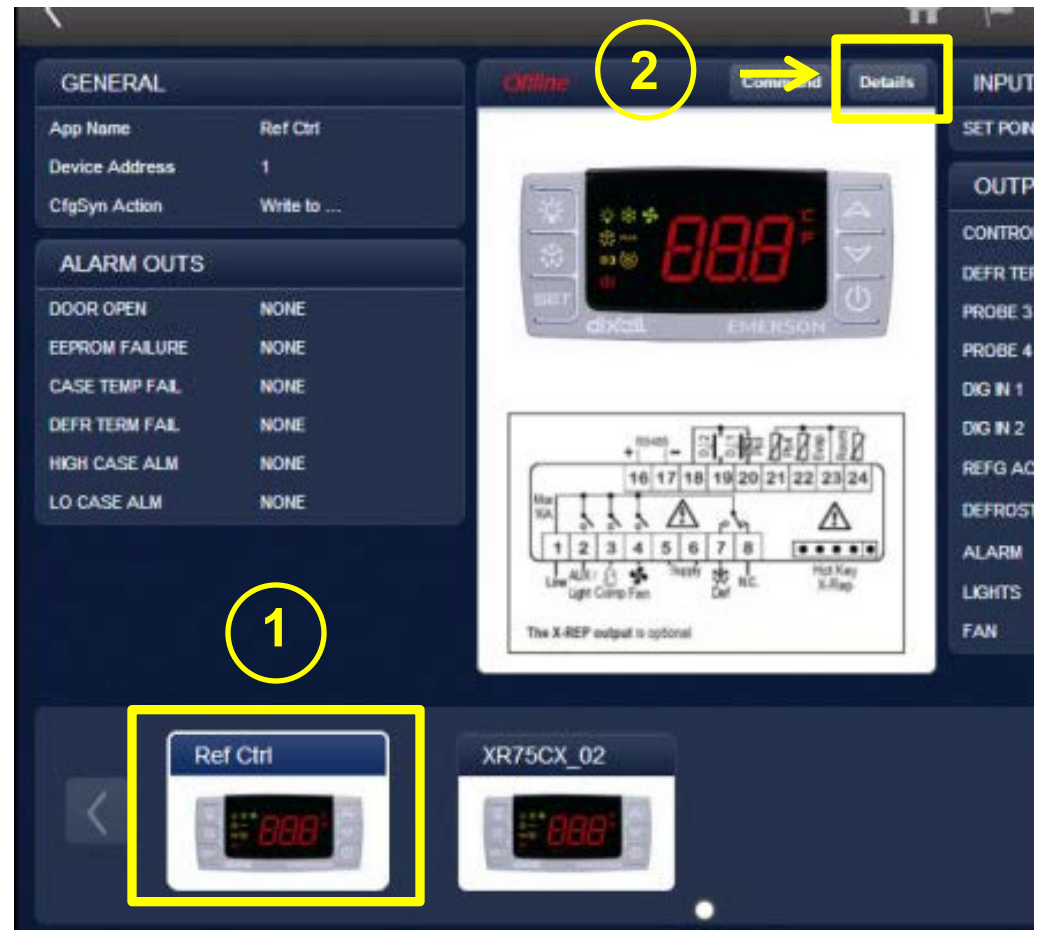 GENERAL
App Name Ref Ctrl
Device Address 1
CfgSyn Action Write to ...
ALARM OUTS
DOOR OPEN NONE
EEPROM FAILURE NONE
CASE TEMP FAIL NONE
DEFR TERM FAIL NONE
HIGH CASE ALM NONE
LO CASE ALM NONE
1
Offline 2 Command Details
888 C F
SET
dixell EMERSON
+ RS485 -
16 17 18 19 20 21 22 23 24
Max
16A
1 2 3 4 5 6 7 8
Line AUX / Supply N.C. Hot Key
Light Comp Fan Def X-Rep
The X-REP output is optional
INPUT
SET POIN
OUTP
CONTRO
DEFR TER
PROBE 3
PROBE 4
DIG IN 1
DIG IN 2
REFG AC
DEFROST
ALARM
LIGHTS
FAN
Ref Ctrl
XR75CX_02